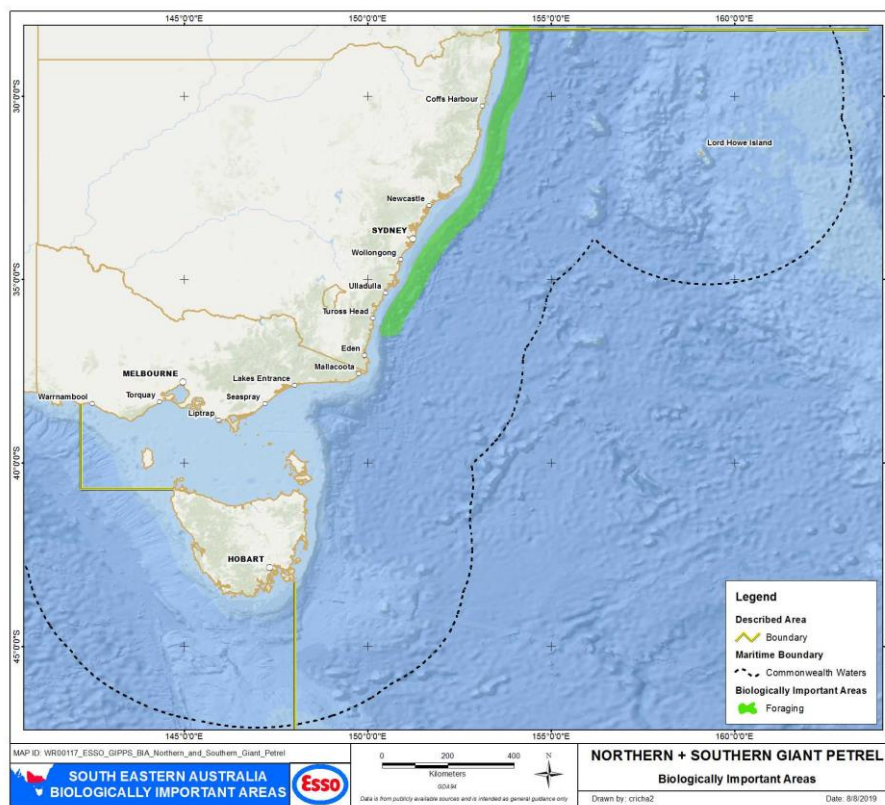 145°0'0"E
150°0'0"E
155°0'0"E
160°0'0"E
30°0'0"S
35°0'0"S
40°0'0"S
45°0'0"S
Coffs Harbour
Lord Howe Island
Newcastle
SYDNEY
Wollongong
Ulladulla
Tuross Head
Eden
Mallacoota
MELBOURNE
Lakes Entrance
Warrnambool
Torquay
Seaspray
Liptrap
HOBART
Legend
Described Area
Boundary
Maritime Boundary
Commonwealth Waters
Biologically Important Areas
Foraging
145°0'0"E
150°0'0"E
155°0'0"E
160°0'0"E
MAP ID: WR00117_ESSO_GIPPS_BIA_Northern_and_Southern_Giant_Petrel
SOUTH EASTERN AUSTRALIA
BIOLOGICALLY IMPORTANT AREAS
Esso
0 200 400
Kilometers
GDA94
N
Data is from publicly available sources and is intended as general guidance only
NORTHERN + SOUTHERN GIANT PETREL
Biologically Important Areas
Drawn by: cricha2
Date: 8/8/2019